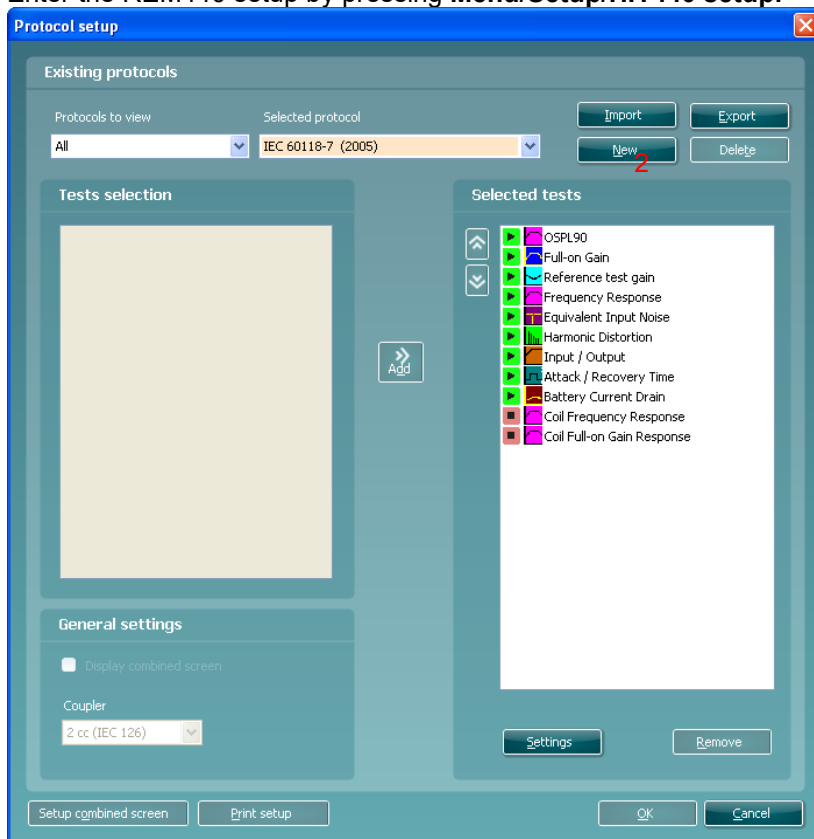 Protocol setup
Existing protocols
Protocols to view
Selected protocol
Import
Export
All
IEC 60118-7 (2005)
New
2
Delete
Tests selection
Selected tests
OSPL90
Full-on Gain
Reference test gain
Frequency Response
Equivalent Input Noise
Harmonic Distortion
Input / Output
Attack / Recovery Time
Battery Current Drain
Coil Frequency Response
Coil Full-on Gain Response
Add
General settings
Display combined screen
Coupler
2 cc (IEC 126)
Settings
Remove
Setup combined screen
Print setup
OK
Cancel